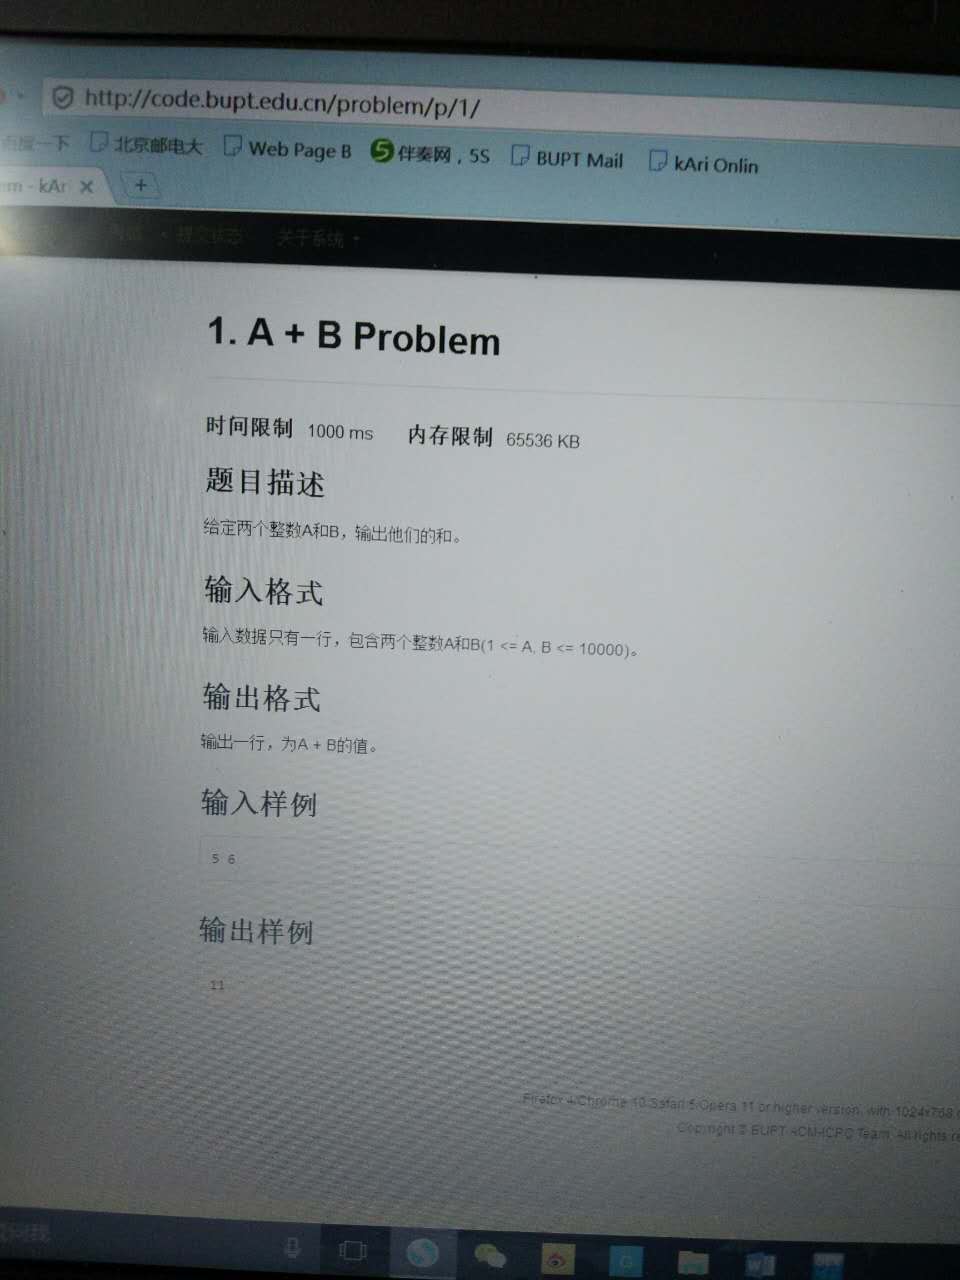 http://code.bupt.edu.cn/problem/p/1/
百度一下 北京邮电大 Web Page B 伴奏网，5S BUPT Mail kAri Onlin
em - kAr
提交状态 关于系统
1. A + B Problem
时间限制 1000 ms 内存限制 65536 KB
题目描述
给定两个整数A和B，输出他们的和。
输入格式
输入数据只有一行，包含两个整数A和B(1 <= A, B <= 10000)。
输出格式
输出一行，为A + B的值。
输入样例
5 6
输出样例
11
Firefox 4/Chrome 10/Safari 5/Opera 11 or higher version, with 1024x768
Copyright © BUPT ACM-ICPC Team. All rights re